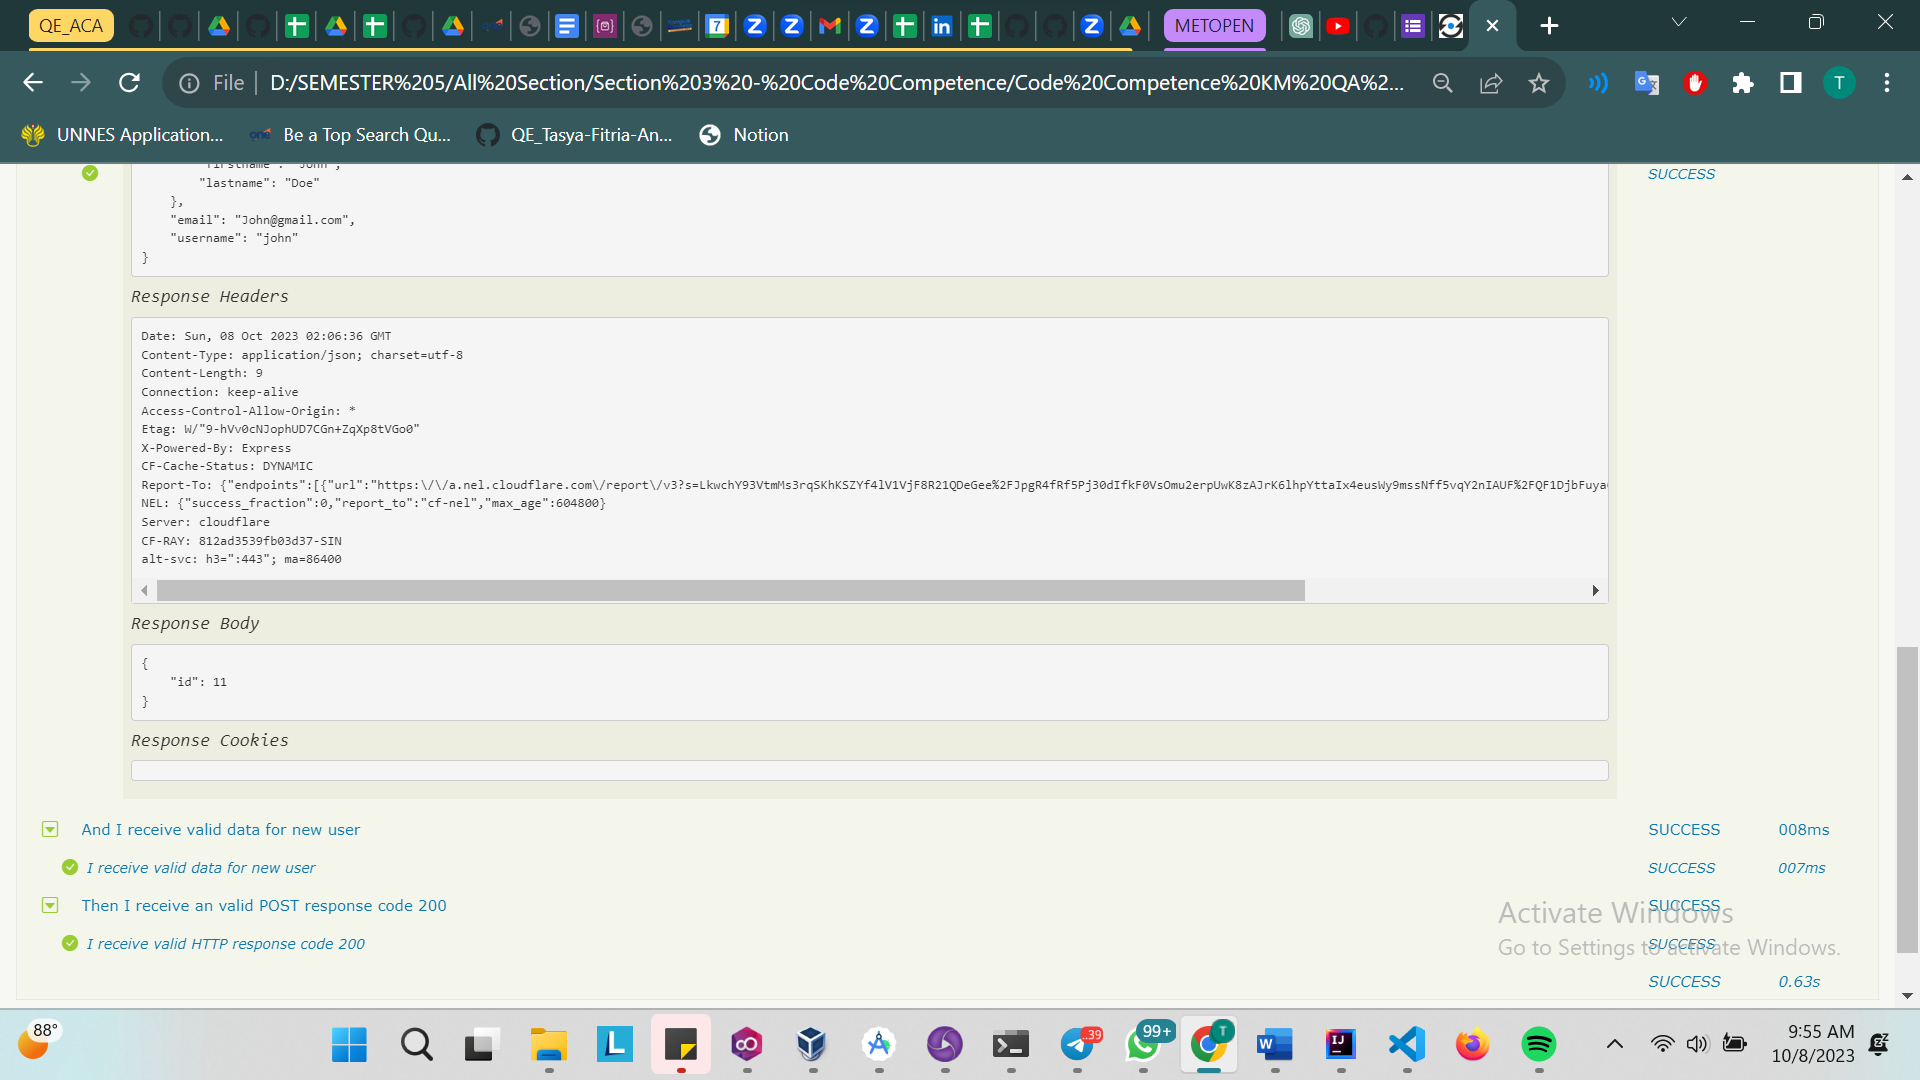 QE_ACA
METOPEN
File
D:/SEMESTER%205/All%20Section/Section%203%20-%20Code%20Competence/Code%20Competence%20KM%20QA%2...
T
UNNES Application...
Be a Top Search Qu...
QE_Tasya-Fitria-An...
Notion
"firstname": "John",
"lastname": "Doe"
},
"email": "John@gmail.com",
"username": "john"
}
SUCCESS
Response Headers
Date: Sun, 08 Oct 2023 02:06:36 GMT
Content-Type: application/json; charset=utf-8
Content-Length: 9
Connection: keep-alive
Access-Control-Allow-Origin: *
Etag: W/"9-hVv0cNJophUD7CGn+ZqXp8tVGo0"
X-Powered-By: Express
CF-Cache-Status: DYNAMIC
Report-To: {"endpoints":[{"url":"https:\/\/a.nel.cloudflare.com\/report\/v3?s=LkwchY93VtmMs3rqSKhKSZYf4lV1VjF8R21QDeGee%2FJpgR4fRf5Pj30dIfkF0VsOmu2erpUwK8zAJrK6lhpYttaIx4eusWy9mssNff5vqY2nIAUF%2FQF1DjbFuya
NEL: {"success_fraction":0,"report_to":"cf-nel","max_age":604800}
Server: cloudflare
CF-RAY: 812ad3539fb03d37-SIN
alt-svc: h3=":443"; ma=86400
Response Body
{
"id": 11
}
Response Cookies
And I receive valid data for new user SUCCESS 008ms
I receive valid data for new user SUCCESS 007ms
Then I receive an valid POST response code 200 SUCCESS
I receive valid HTTP response code 200 SUCCESS
SUCCESS 0.63s
Activate Windows
Go to Settings to activate Windows.
88°
39
99+
T
9:55 AM
10/8/2023